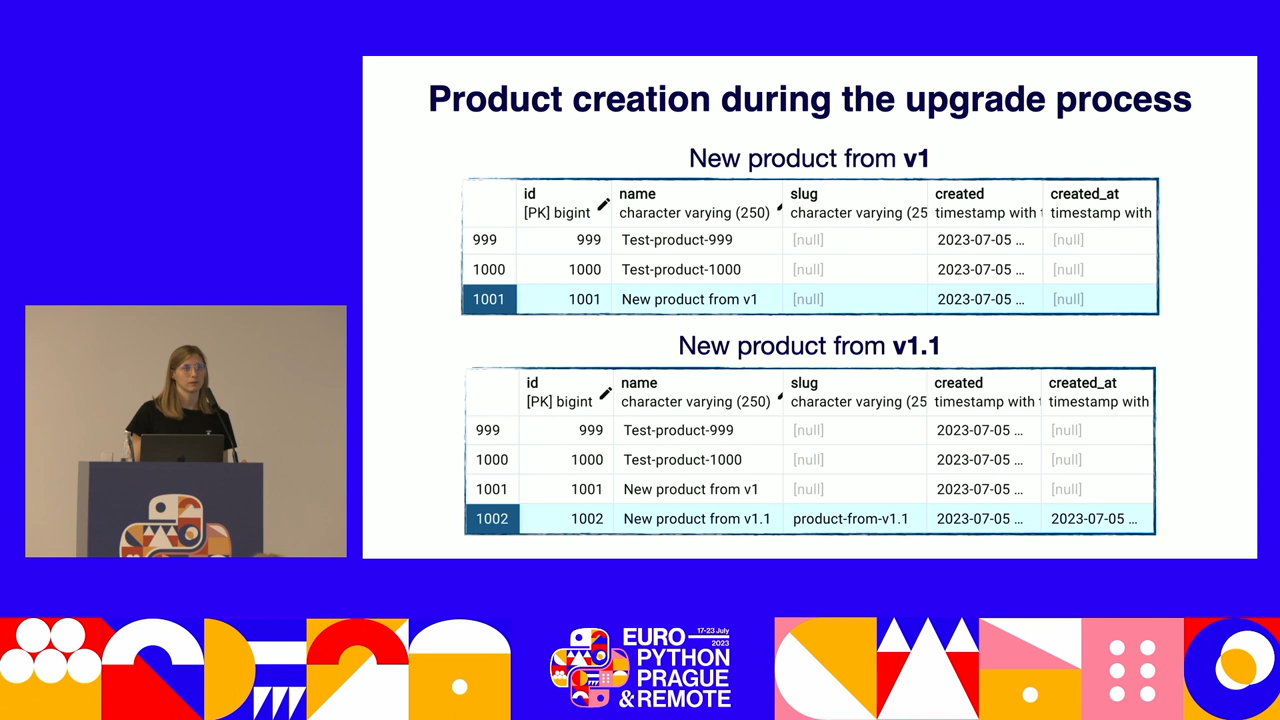 Product creation during the upgrade process
New product from v1
id name slug created created_at
[PK] bigint character varying (250) character varying (25 timestamp with t timestamp with
999 999 Test-product-999 [null] 2023-07-05 ... [null]
1000 1000 Test-product-1000 [null] 2023-07-05 ... [null]
1001 1001 New product from v1 [null] 2023-07-05 ... [null]
New product from v1.1
id name slug created created_at
[PK] bigint character varying (250) character varying (25 timestamp with t timestamp with
999 999 Test-product-999 [null] 2023-07-05 ... [null]
1000 1000 Test-product-1000 [null] 2023-07-05 ... [null]
1001 1001 New product from v1 [null] 2023-07-05 ... [null]
1002 1002 New product from v1.1 product-from-v1.1 2023-07-05 ... 2023-07-05 ...
17-23 July
2023
EURO
PYTHON
PRAGUE
& REMOTE